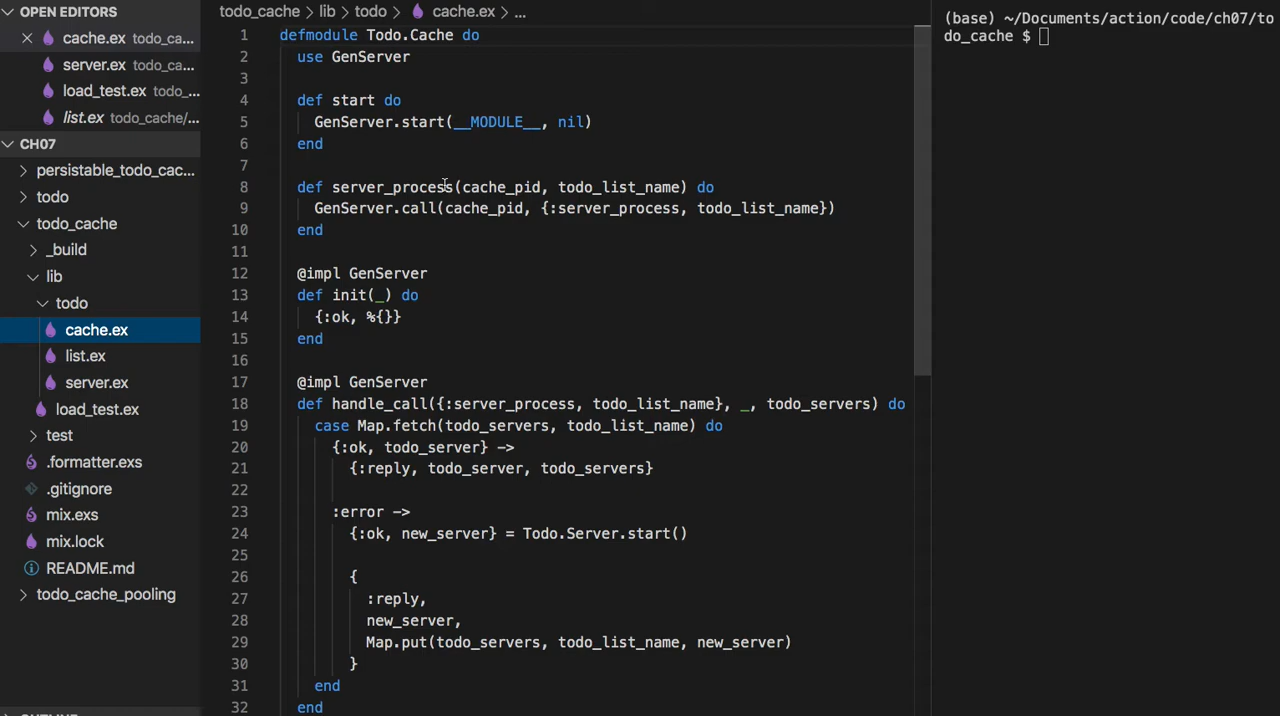 OPEN EDITORS
cache.ex todo_ca...
server.ex todo_ca...
load_test.ex todo_...
list.ex todo_cache/...
CH07
persistable_todo_cac...
todo
todo_cache
_build
lib
todo
cache.ex
list.ex
server.ex
load_test.ex
test
.formatter.exs
.gitignore
mix.exs
mix.lock
README.md
todo_cache_pooling
todo_cache > lib > todo > cache.ex > ...
1 defmodule Todo.Cache do
2 use GenServer
3
4 def start do
5 GenServer.start(__MODULE__, nil)
6 end
7
8 def server_process(cache_pid, todo_list_name) do
9 GenServer.call(cache_pid, {:server_process, todo_list_name})
10 end
11
12 @impl GenServer
13 def init(_) do
14 {:ok, %{}}
15 end
16
17 @impl GenServer
18 def handle_call({:server_process, todo_list_name}, _, todo_servers) do
19 case Map.fetch(todo_servers, todo_list_name) do
20 {:ok, todo_server} ->
21 {:reply, todo_server, todo_servers}
22
23 :error ->
24 {:ok, new_server} = Todo.Server.start()
25
26 {
27 :reply,
28 new_server,
29 Map.put(todo_servers, todo_list_name, new_server)
30 }
31 end
32 end
(base) ~/Documents/action/code/ch07/to
do_cache $